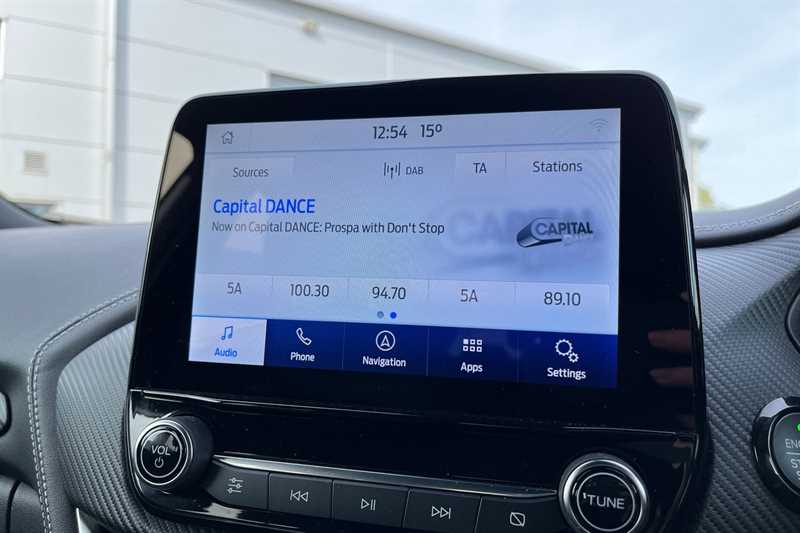 12:54 15º
Sources DAB TA Stations
Capital DANCE
Now on Capital DANCE: Prospa with Don't Stop
CAPITAL
5A 100.30 94.70 5A 89.10
Audio Phone Navigation Apps Settings
VOL
TUNE